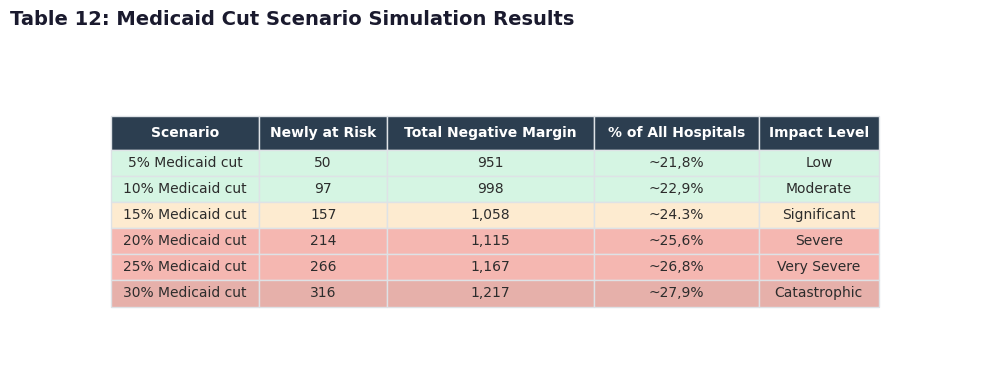 Table 12: Medicaid Cut Scenario Simulation Results
Scenario Newly at Risk Total Negative Margin % of All Hospitals Impact Level
5% Medicaid cut 50 951 ~21,8% Low
10% Medicaid cut 97 998 ~22,9% Moderate
15% Medicaid cut 157 1,058 ~24.3% Significant
20% Medicaid cut 214 1,115 ~25,6% Severe
25% Medicaid cut 266 1,167 ~26,8% Very Severe
30% Medicaid cut 316 1,217 ~27,9% Catastrophic